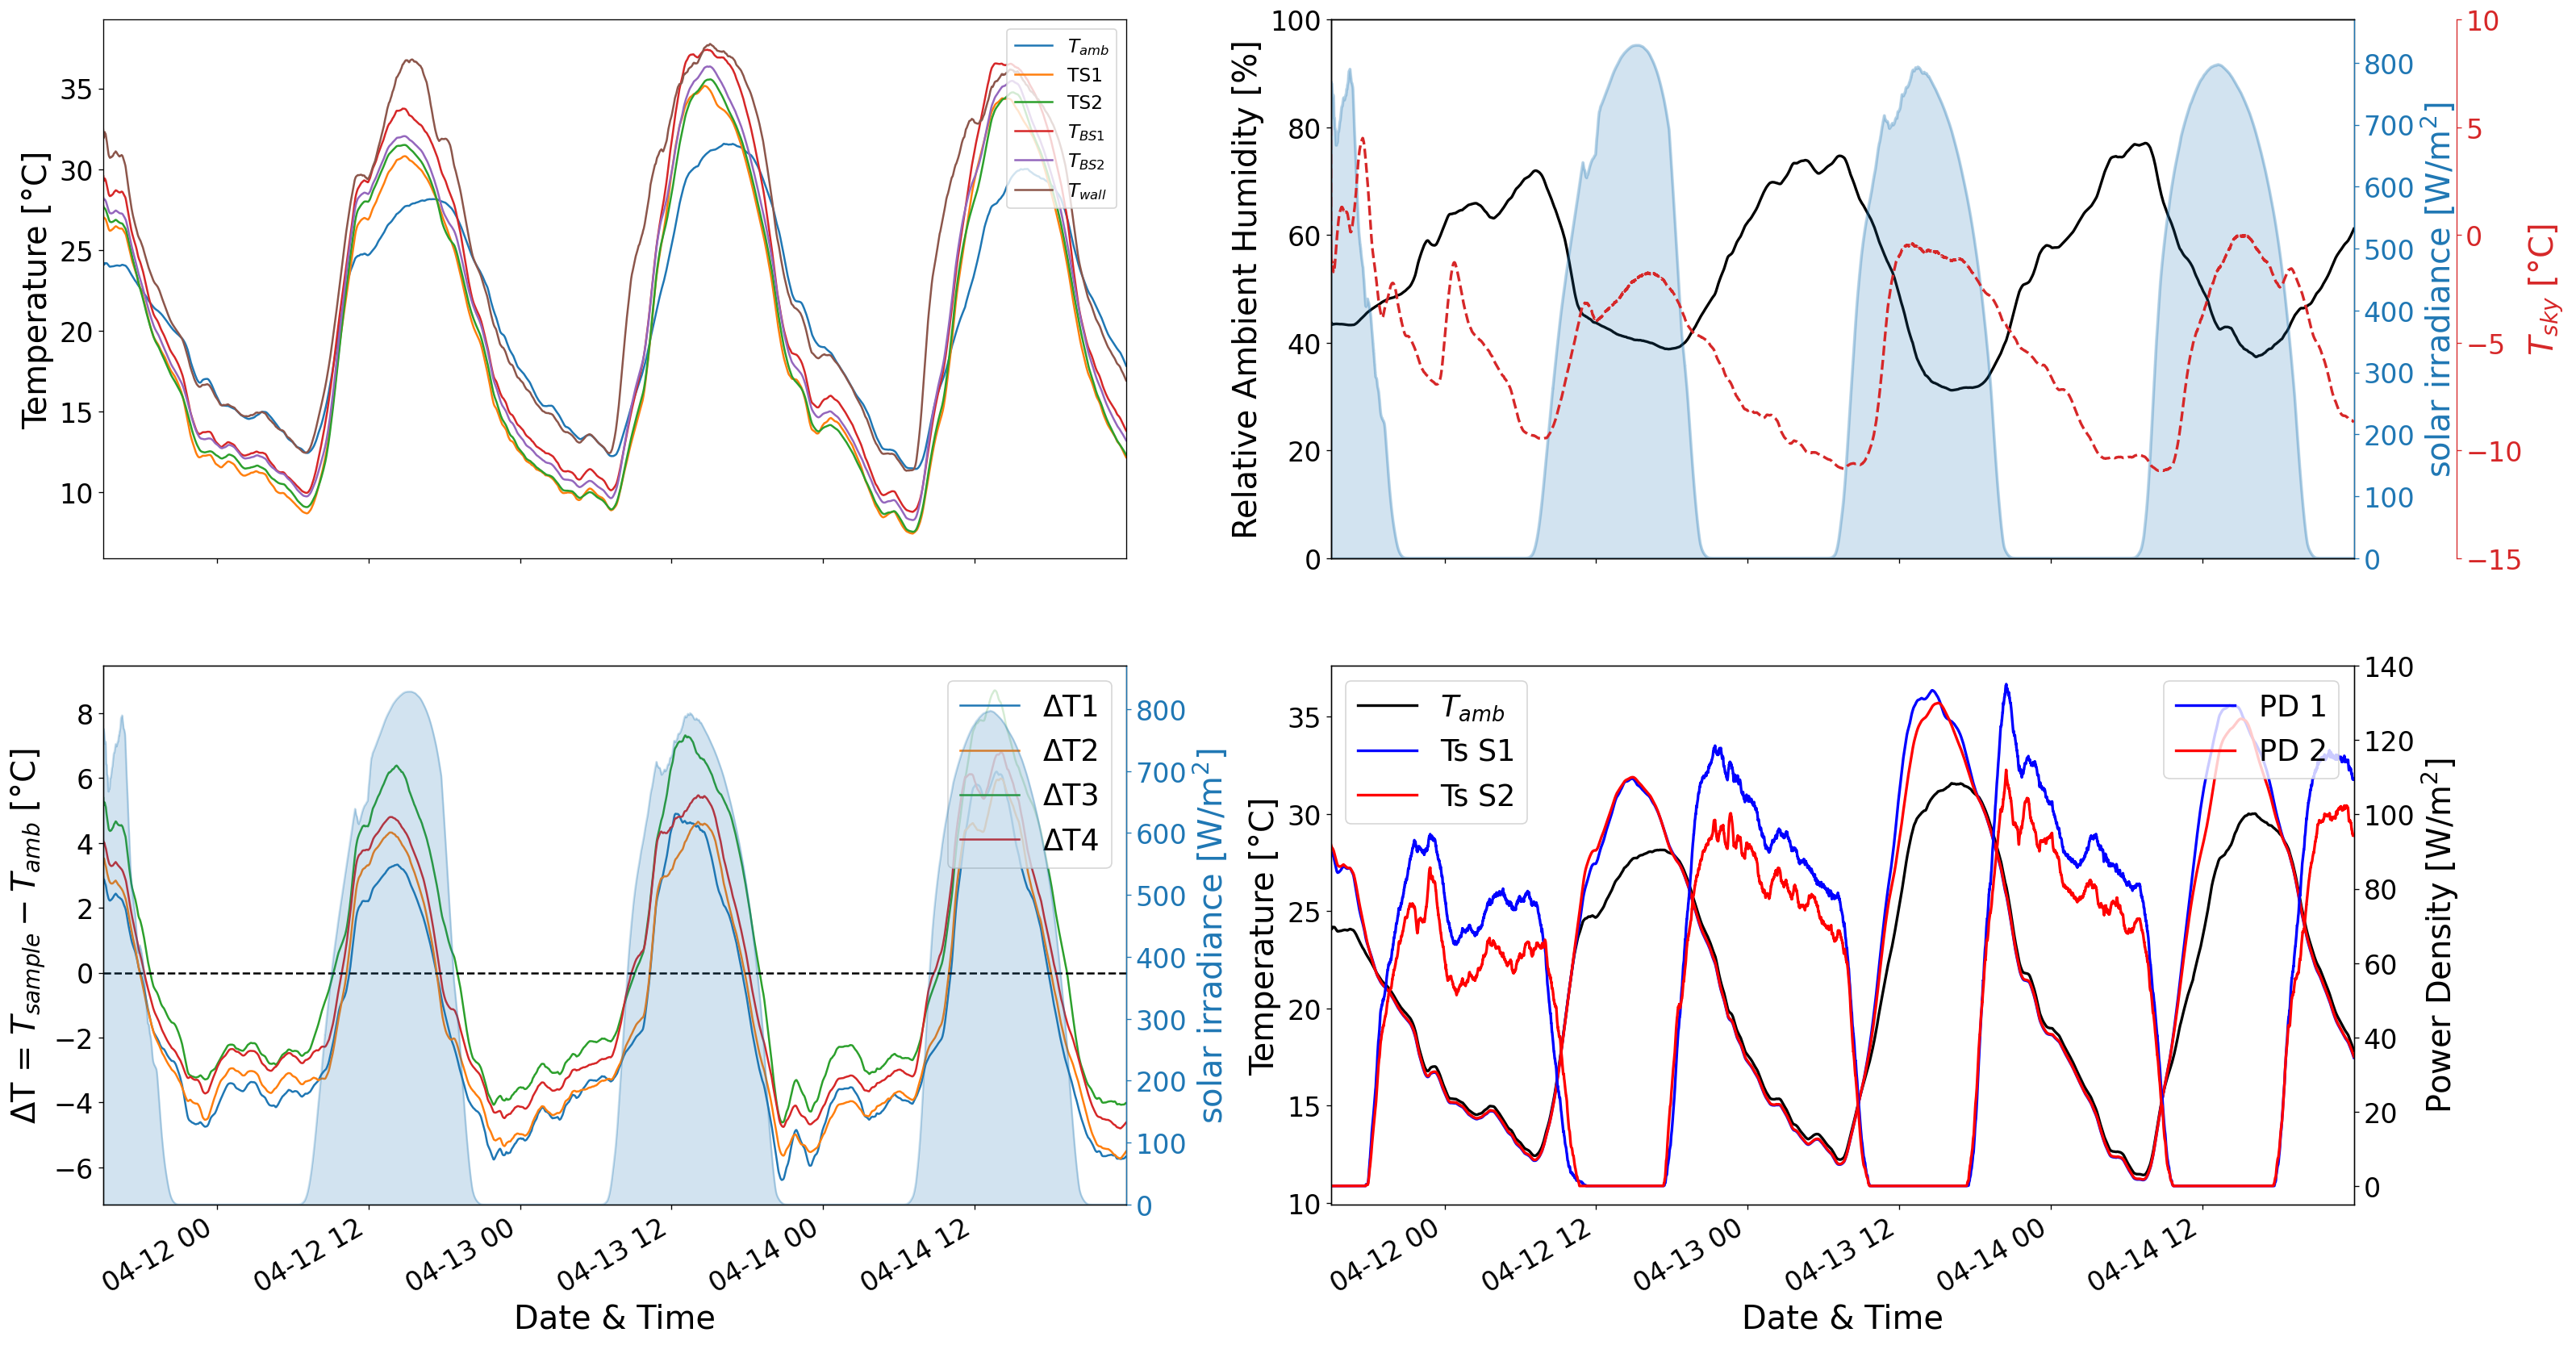 Temperature [°C]
35
30
25
20
15
10
T_amb
TS1
TS2
T_BS1
T_BS2
T_wall
Relative Ambient Humidity [%]
100
80
60
40
20
0
800
700
600
500
400
300
200
100
0
solar irradiance [W/m²]
10
5
0
−5
−10
−15
T_sky [°C]
ΔT = T_sample − T_amb [°C]
8
6
4
2
0
−2
−4
−6
ΔT1
ΔT2
ΔT3
ΔT4
800
700
600
500
400
300
200
100
0
solar irradiance [W/m²]
04-12 00
04-12 12
04-13 00
04-13 12
04-14 00
04-14 12
Date & Time
Temperature [°C]
35
30
25
20
15
10
T_amb
Ts S1
Ts S2
PD 1
PD 2
140
120
100
80
60
40
20
0
Power Density [W/m²]
04-12 00
04-12 12
04-13 00
04-13 12
04-14 00
04-14 12
Date & Time